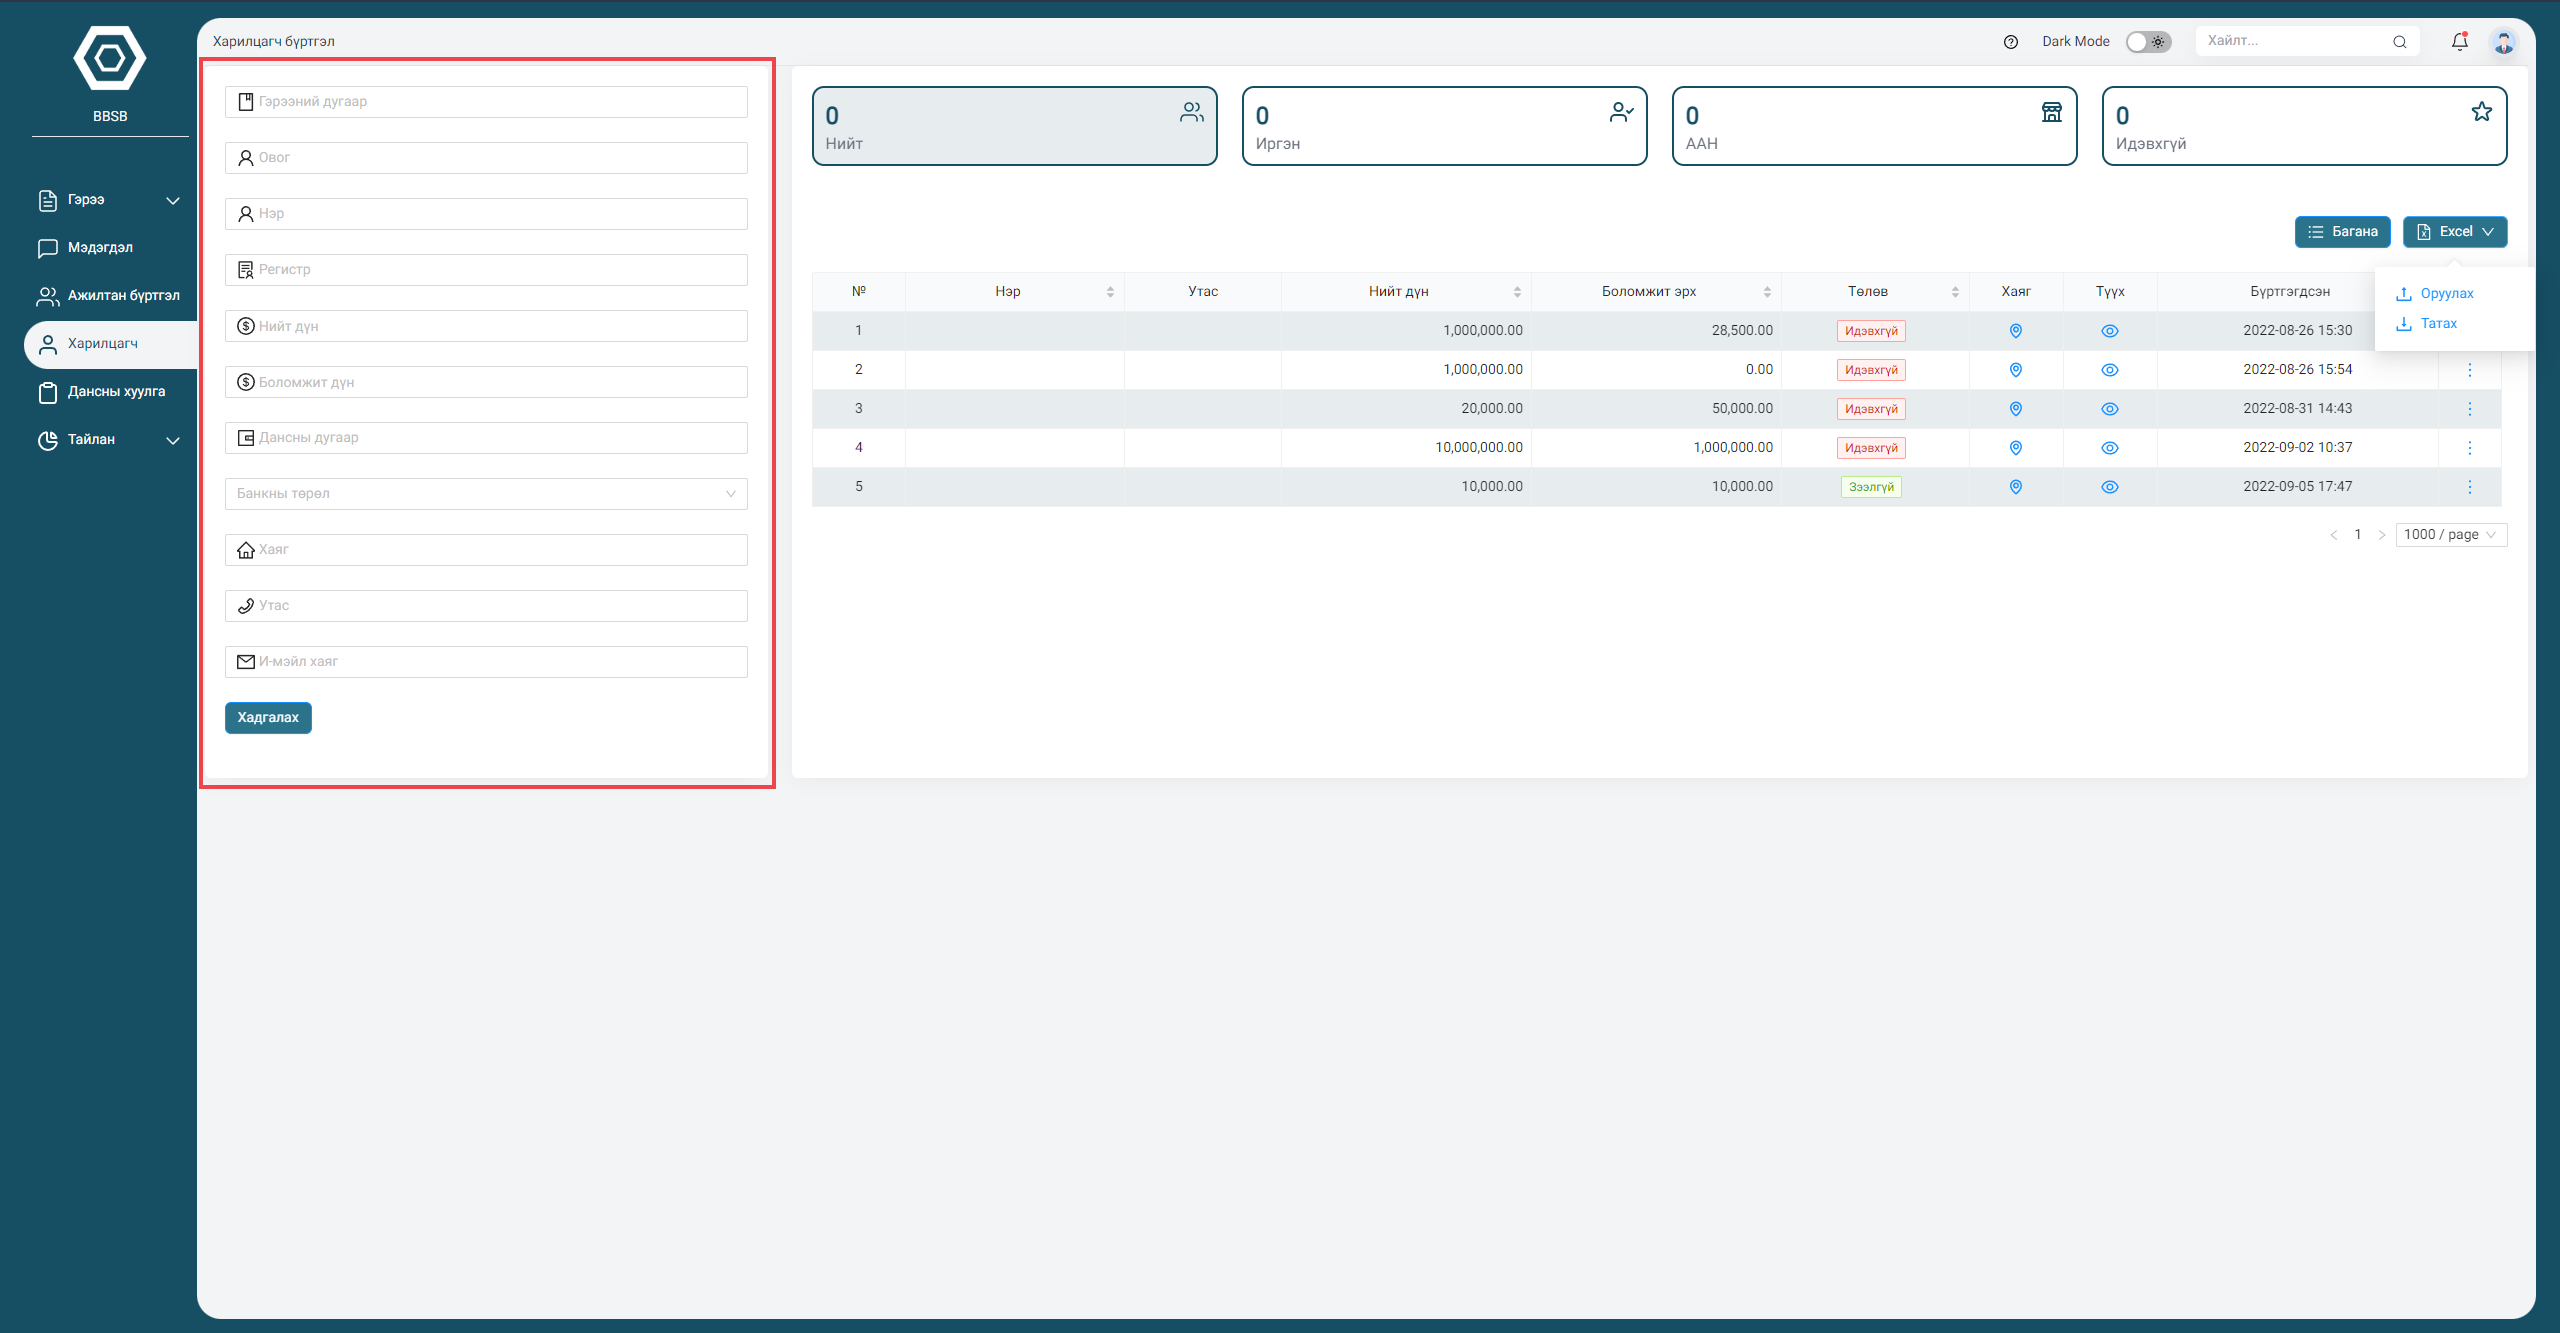 BBSB
Гэрээ
Мэдэгдэл
Ажилтан бүртгэл
Харилцагч
Дансны хуулга
Тайлан
Харилцагч бүртгэл
Dark Mode
Хайлт...
Гэрээний дугаар
Овог
Нэр
Регистр
Нийт дүн
Боломжит дүн
Дансны дугаар
Банкны төрөл
Хаяг
Утас
И-мэйл хаяг
Хадгалах
0
Нийт
0
Иргэн
0
ААН
0
Идэвхгүй
Багана
Excel
Оруулах
Татах
№ Нэр Утас Нийт дүн Боломжит эрх Төлөв Хаяг Түүх Бүртгэгдсэн
1 1,000,000.00 28,500.00 Идэвхгүй 2022-08-26 15:30
2 1,000,000.00 0.00 Идэвхгүй 2022-08-26 15:54
3 20,000.00 50,000.00 Идэвхгүй 2022-08-31 14:43
4 10,000,000.00 1,000,000.00 Идэвхгүй 2022-09-02 10:37
5 10,000.00 10,000.00 Зээлгүй 2022-09-05 17:47
1
1000 / page